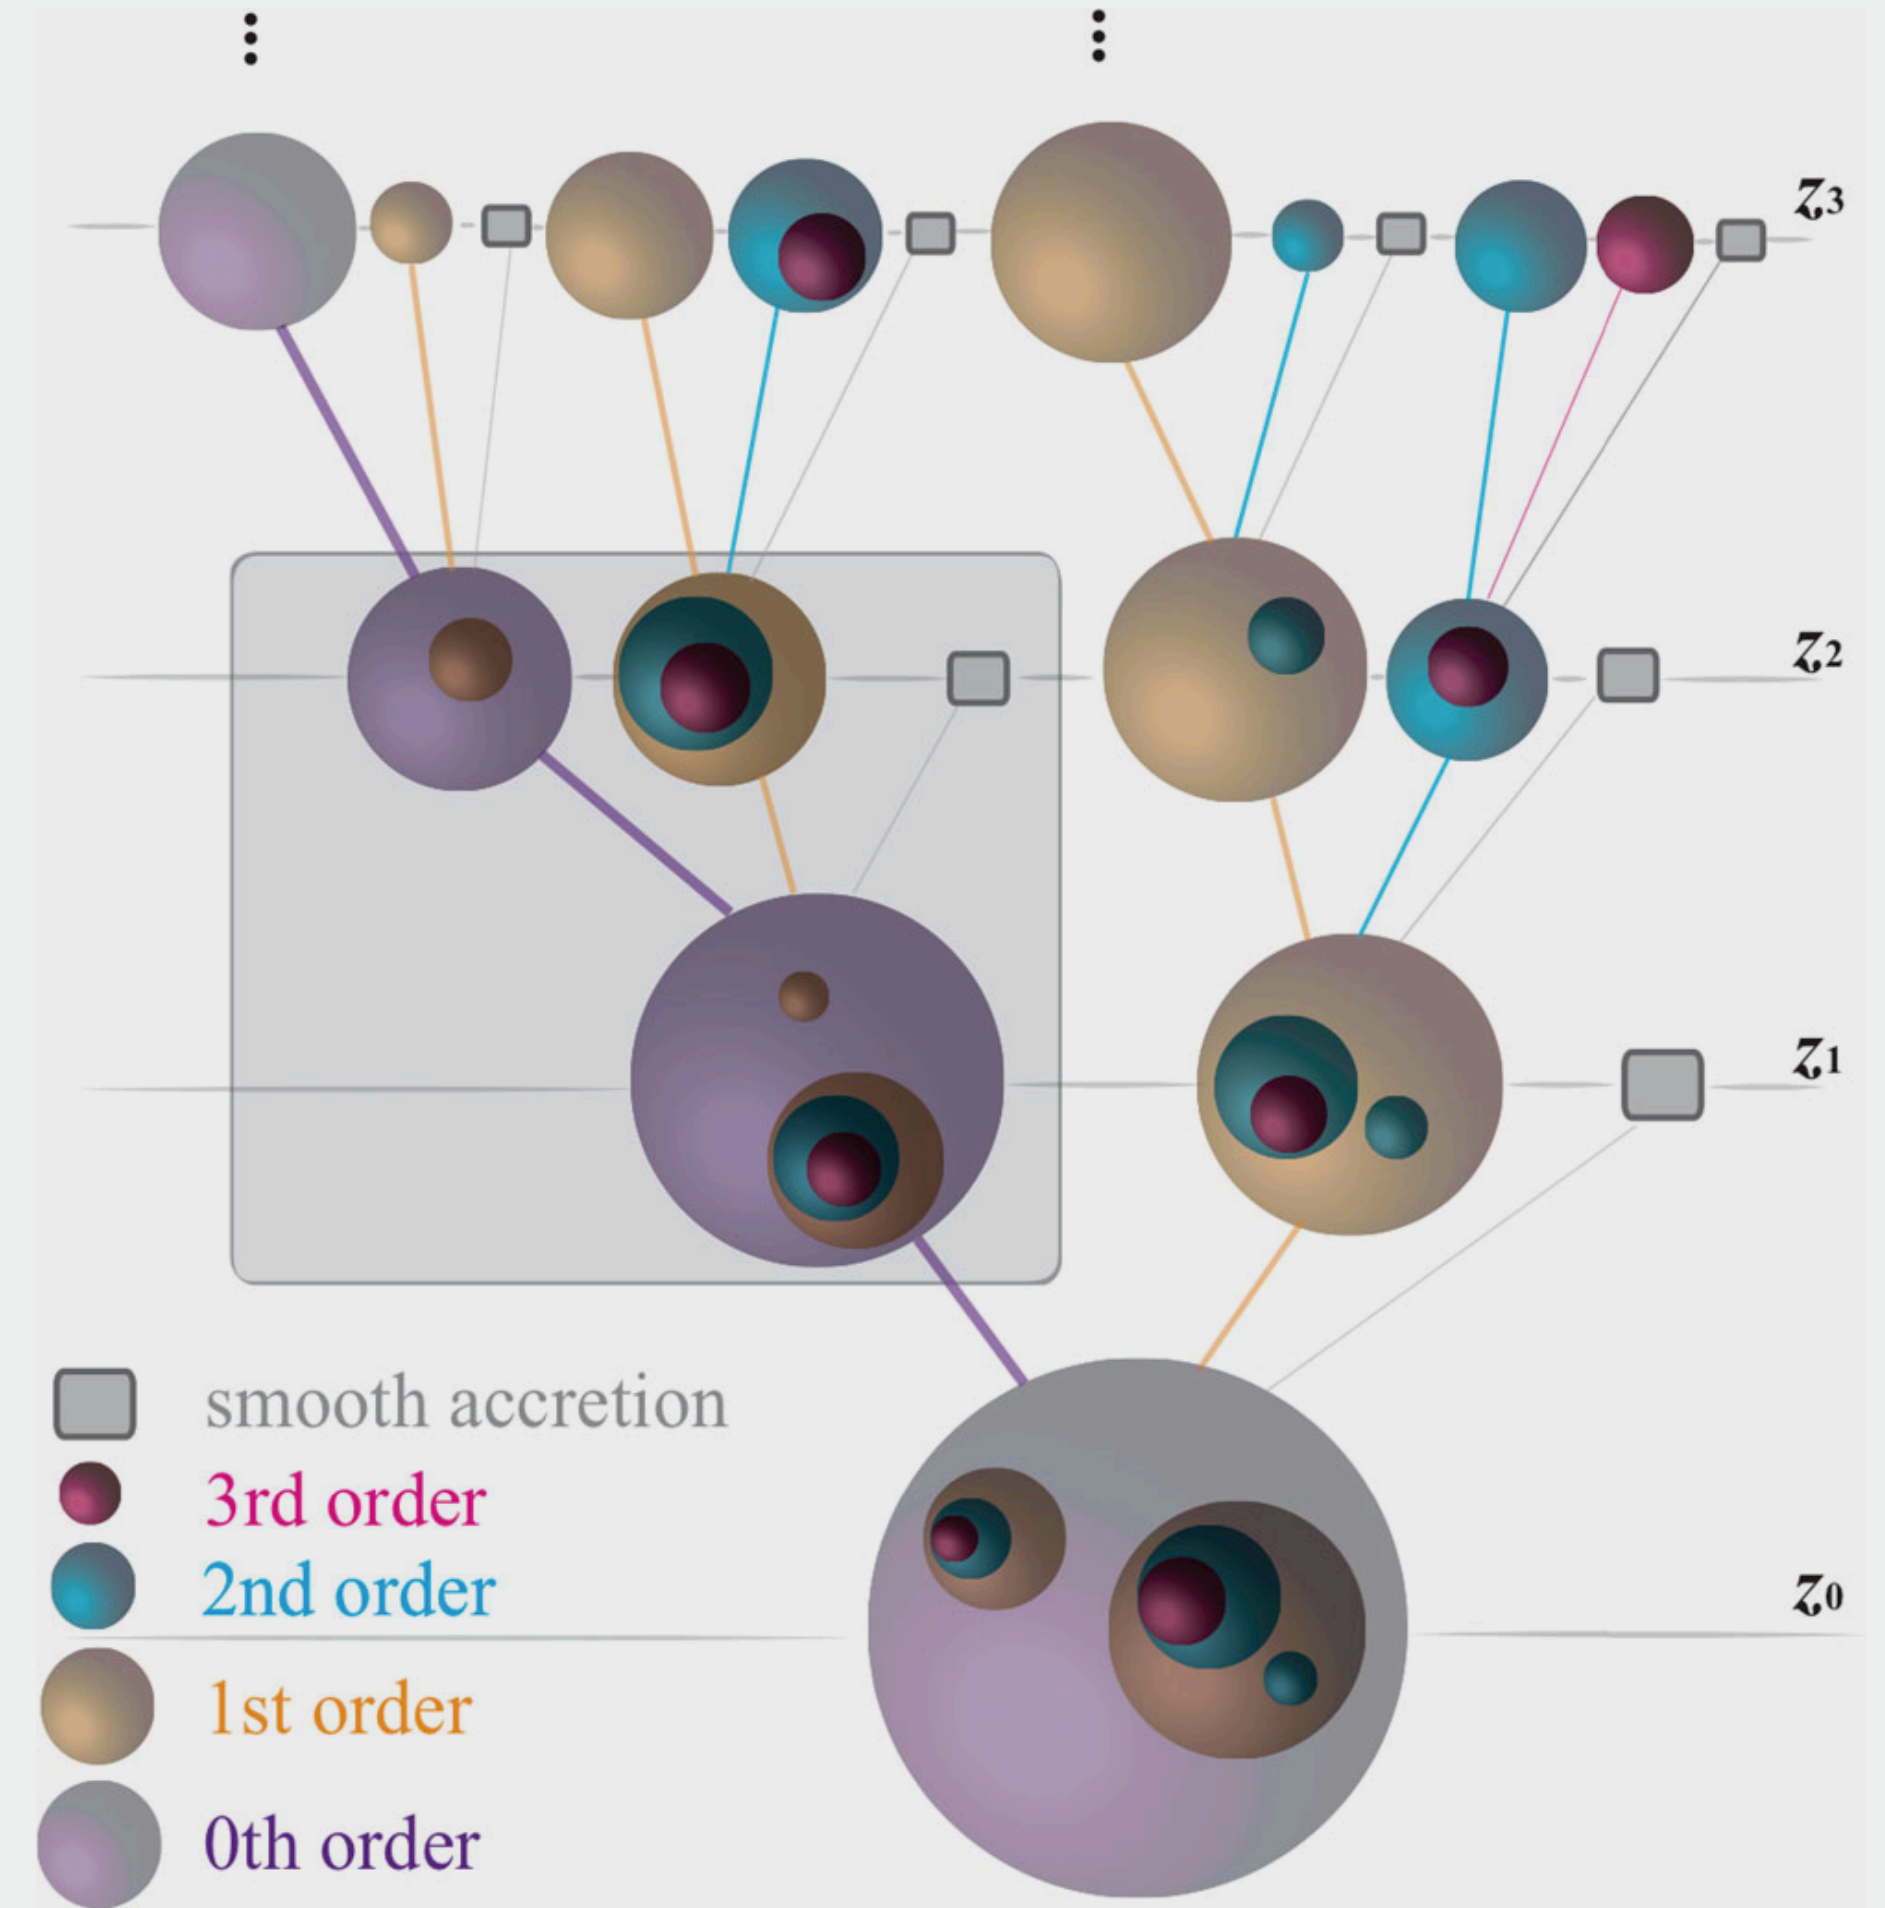 z3
z2
z1
z0
smooth accretion
3rd order
2nd order
1st order
0th order